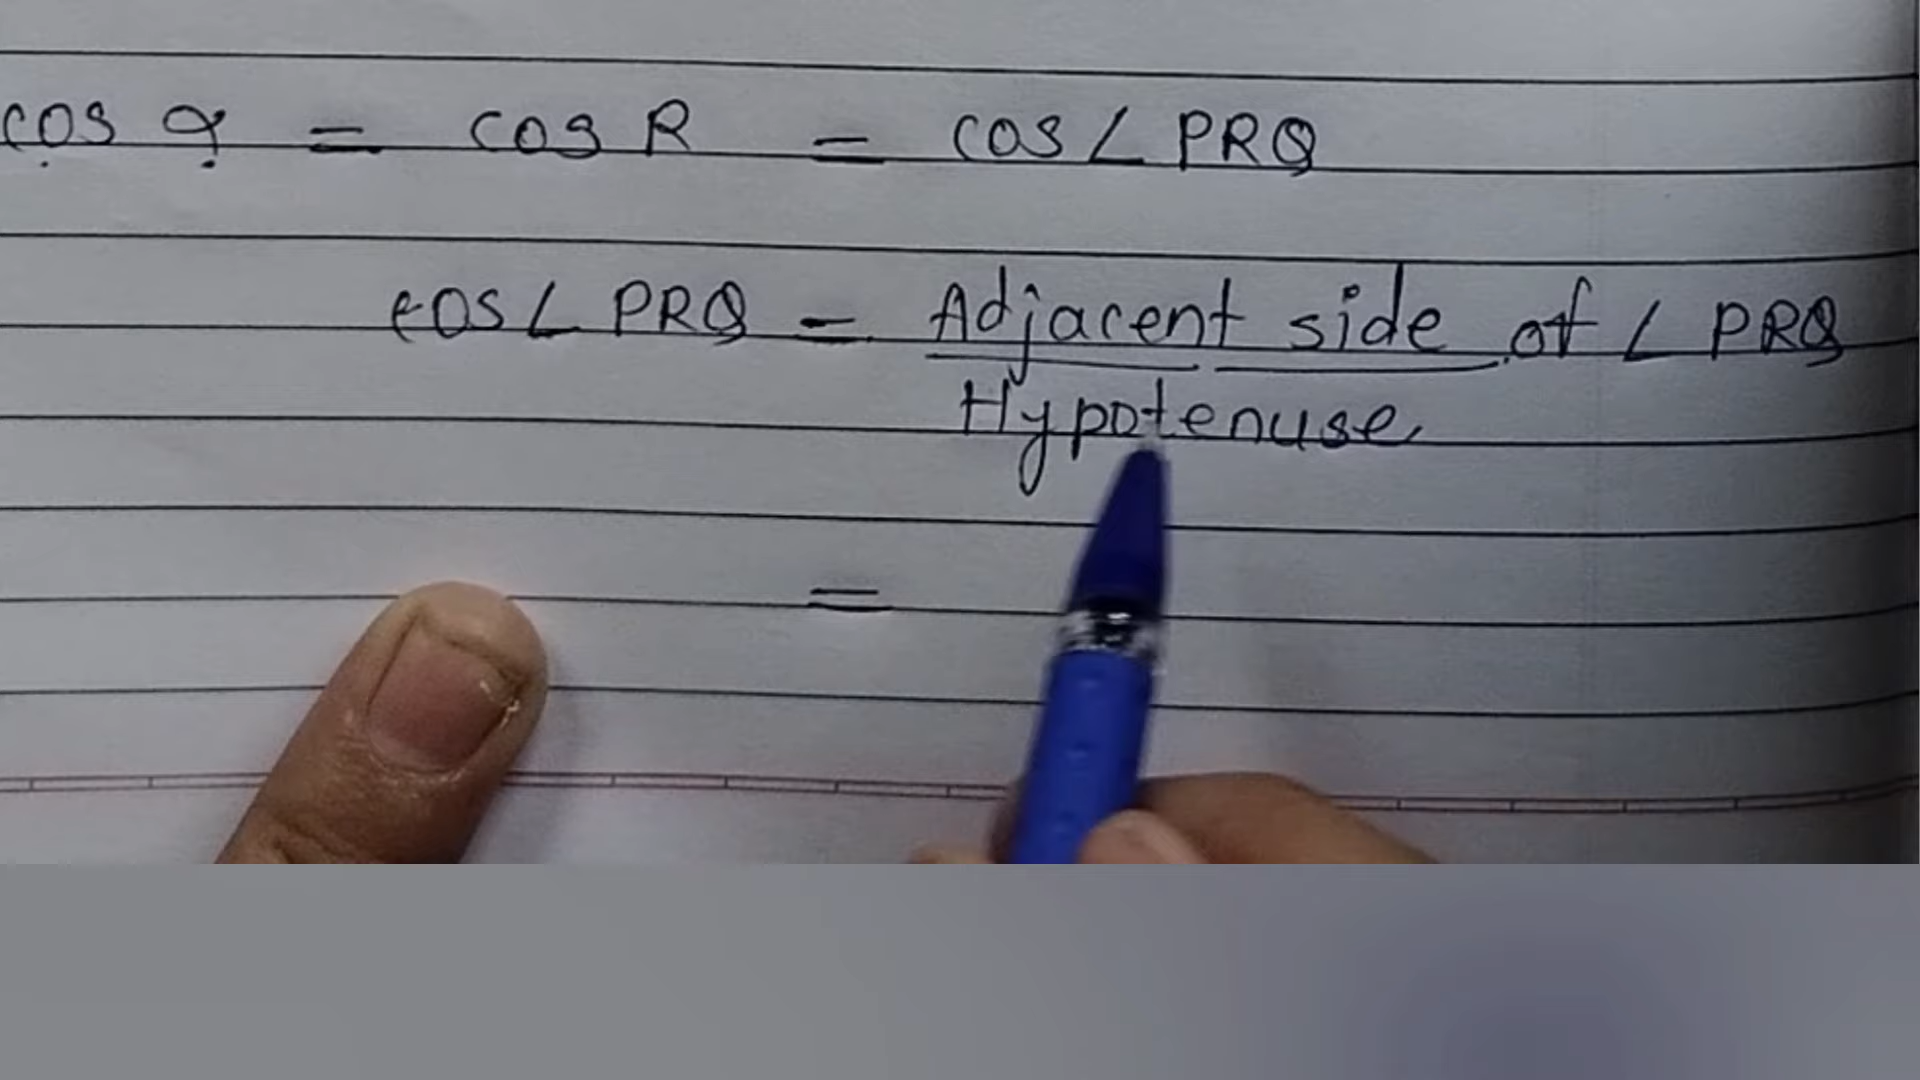 cos α = cos R = cos∠ PRQ
cos∠ PRQ = Adjacent side of ∠ PRQ
Hypotenuse
=